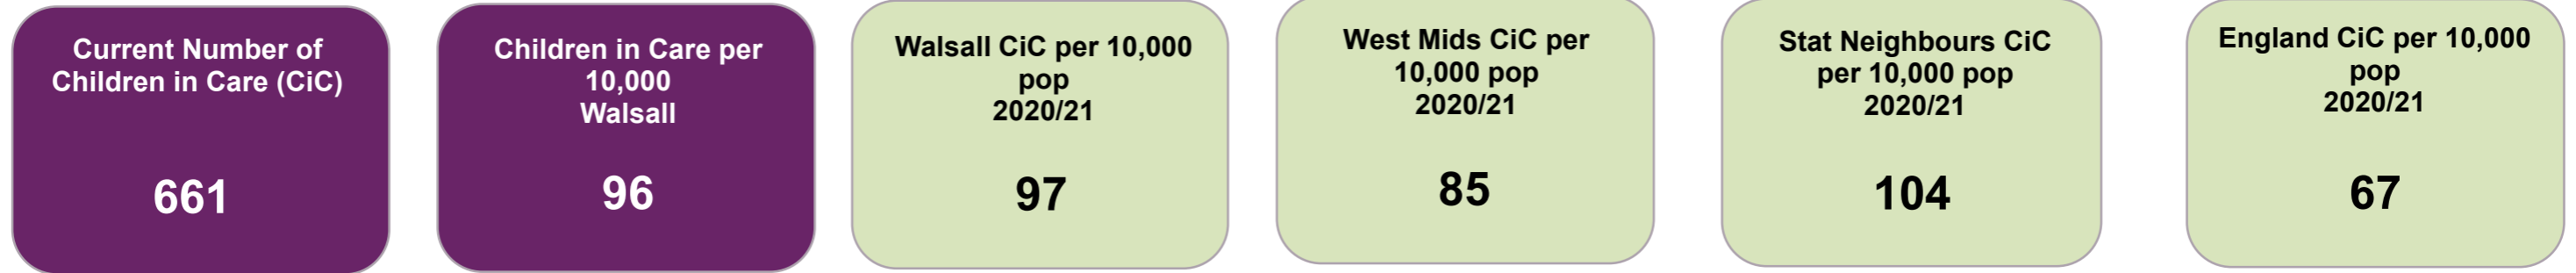 Current Number of
Children in Care (CiC)
661
Children in Care per
10,000
Walsall
96
Walsall CiC per 10,000
pop
2020/21
97
West Mids CiC per
10,000 pop
2020/21
85
Stat Neighbours CiC
per 10,000 pop
2020/21
104
England CiC per 10,000
pop
2020/21
67